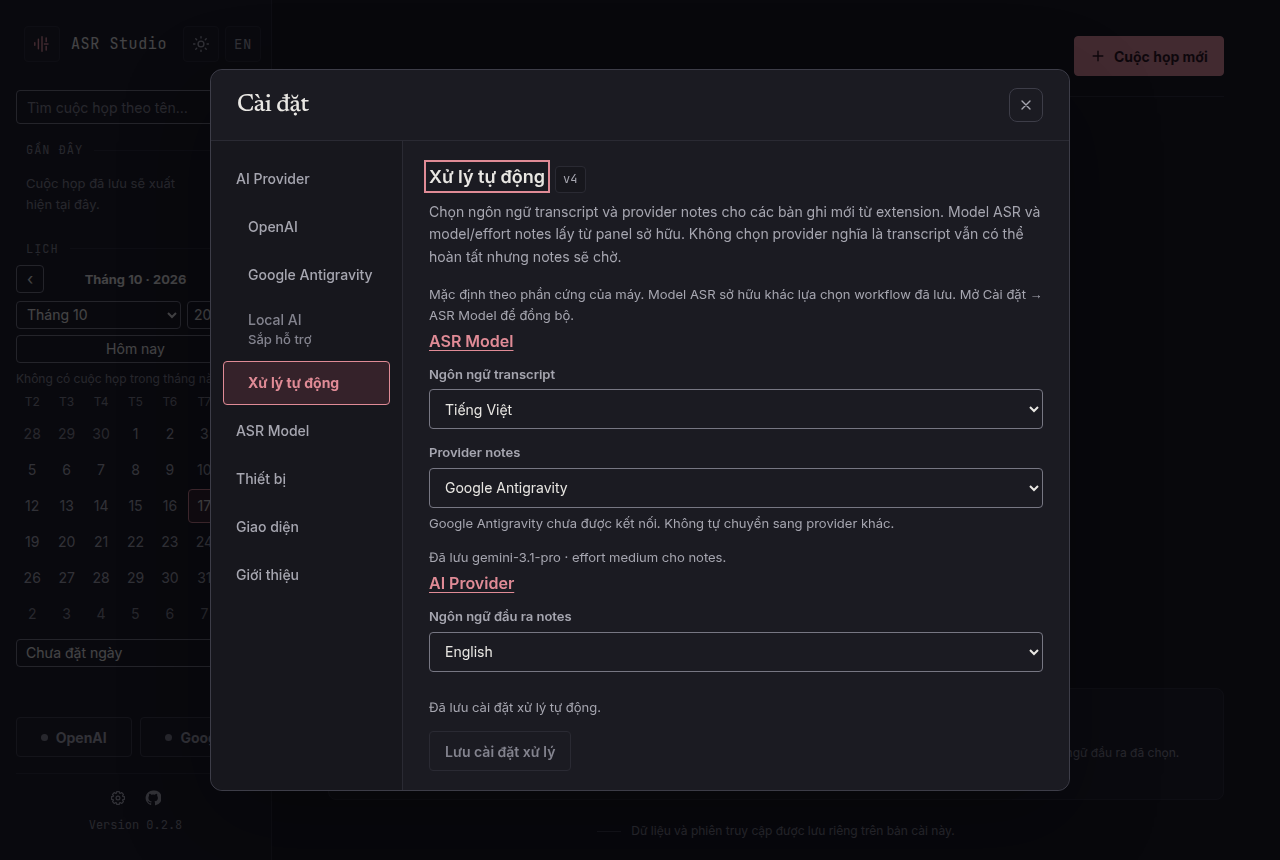 ASR Studio
EN
Tìm cuộc họp theo tên...
GẦN ĐÂY
Cuộc họp đã lưu sẽ xuất
hiện tại đây.
LỊCH
Tháng 10 · 2026
Tháng 10
20
Hôm nay
Không có cuộc họp trong tháng nà
T2 T3 T4 T5 T6 T7
28 29 30 1 2 3
5 6 7 8 9 10
12 13 14 15 16 17
19 20 21 22 23 24
26 27 28 29 30 31
2 3 4 5 6 7
Chưa đặt ngày
OpenAI
Goog
Version 0.2.8
+ Cuộc họp mới
Cài đặt
AI Provider
OpenAI
Google Antigravity
Local AI
Sắp hỗ trợ
Xử lý tự động
ASR Model
Thiết bị
Giao diện
Giới thiệu
Xử lý tự động v4
Chọn ngôn ngữ transcript và provider notes cho các bản ghi mới từ extension. Model ASR và
model/effort notes lấy từ panel sở hữu. Không chọn provider nghĩa là transcript vẫn có thể
hoàn tất nhưng notes sẽ chờ.
Mặc định theo phần cứng của máy. Model ASR sở hữu khác lựa chọn workflow đã lưu. Mở Cài đặt →
ASR Model để đồng bộ.
ASR Model
Ngôn ngữ transcript
Tiếng Việt
Provider notes
Google Antigravity
Google Antigravity chưa được kết nối. Không tự chuyển sang provider khác.
Đã lưu gemini-3.1-pro · effort medium cho notes.
AI Provider
Ngôn ngữ đầu ra notes
English
Đã lưu cài đặt xử lý tự động.
Lưu cài đặt xử lý
ngữ đầu ra đã chọn.
Dữ liệu và phiên truy cập được lưu riêng trên bản cài này.